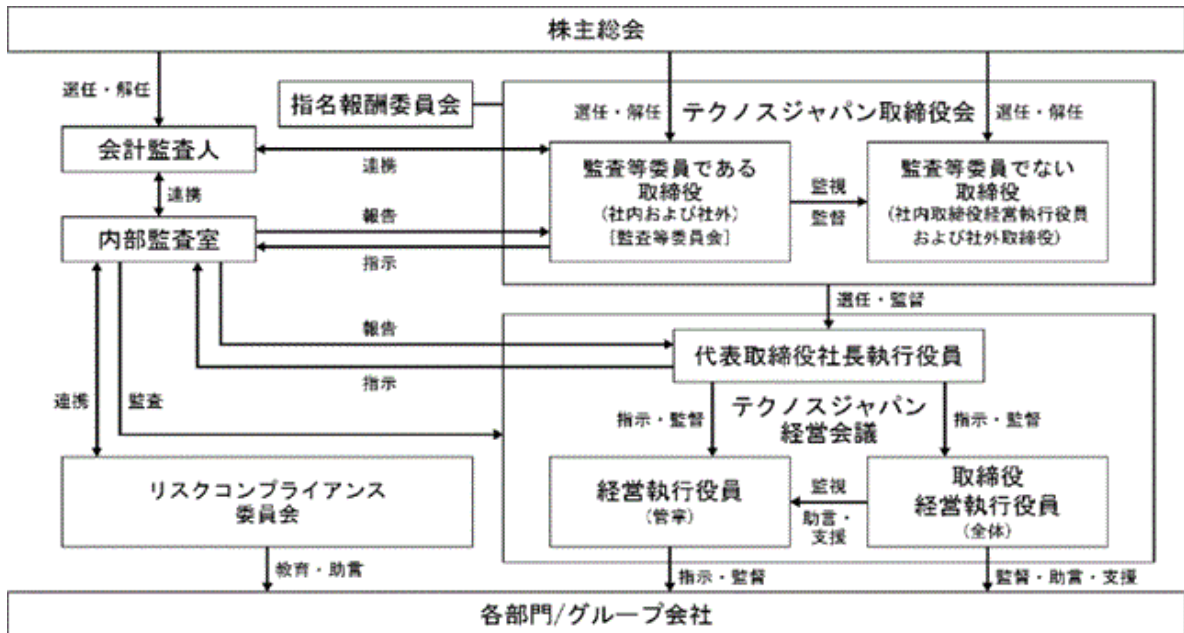 株主総会
選任・解任
指名報酬委員会
選任・解任
テクノスジャパン取締役会
選任・解任
会計監査人
連携
監査等委員である
取締役
(社内および社外)
[監査等委員会]
監視
監督
監査等委員でない
取締役
(社内取締役経営執行役員
および社外取締役)
連携
内部監査室
報告
指示
選任・監督
報告
指示
代表取締役社長執行役員
連携
監査
指示・監督
テクノスジャパン
経営会議
指示・監督
リスクコンプライアンス
委員会
経営執行役員
(管掌)
監視
助言・
支援
取締役
経営執行役員
(全体)
教育・助言
指示・監督
監督・助言・支援
各部門/グループ会社